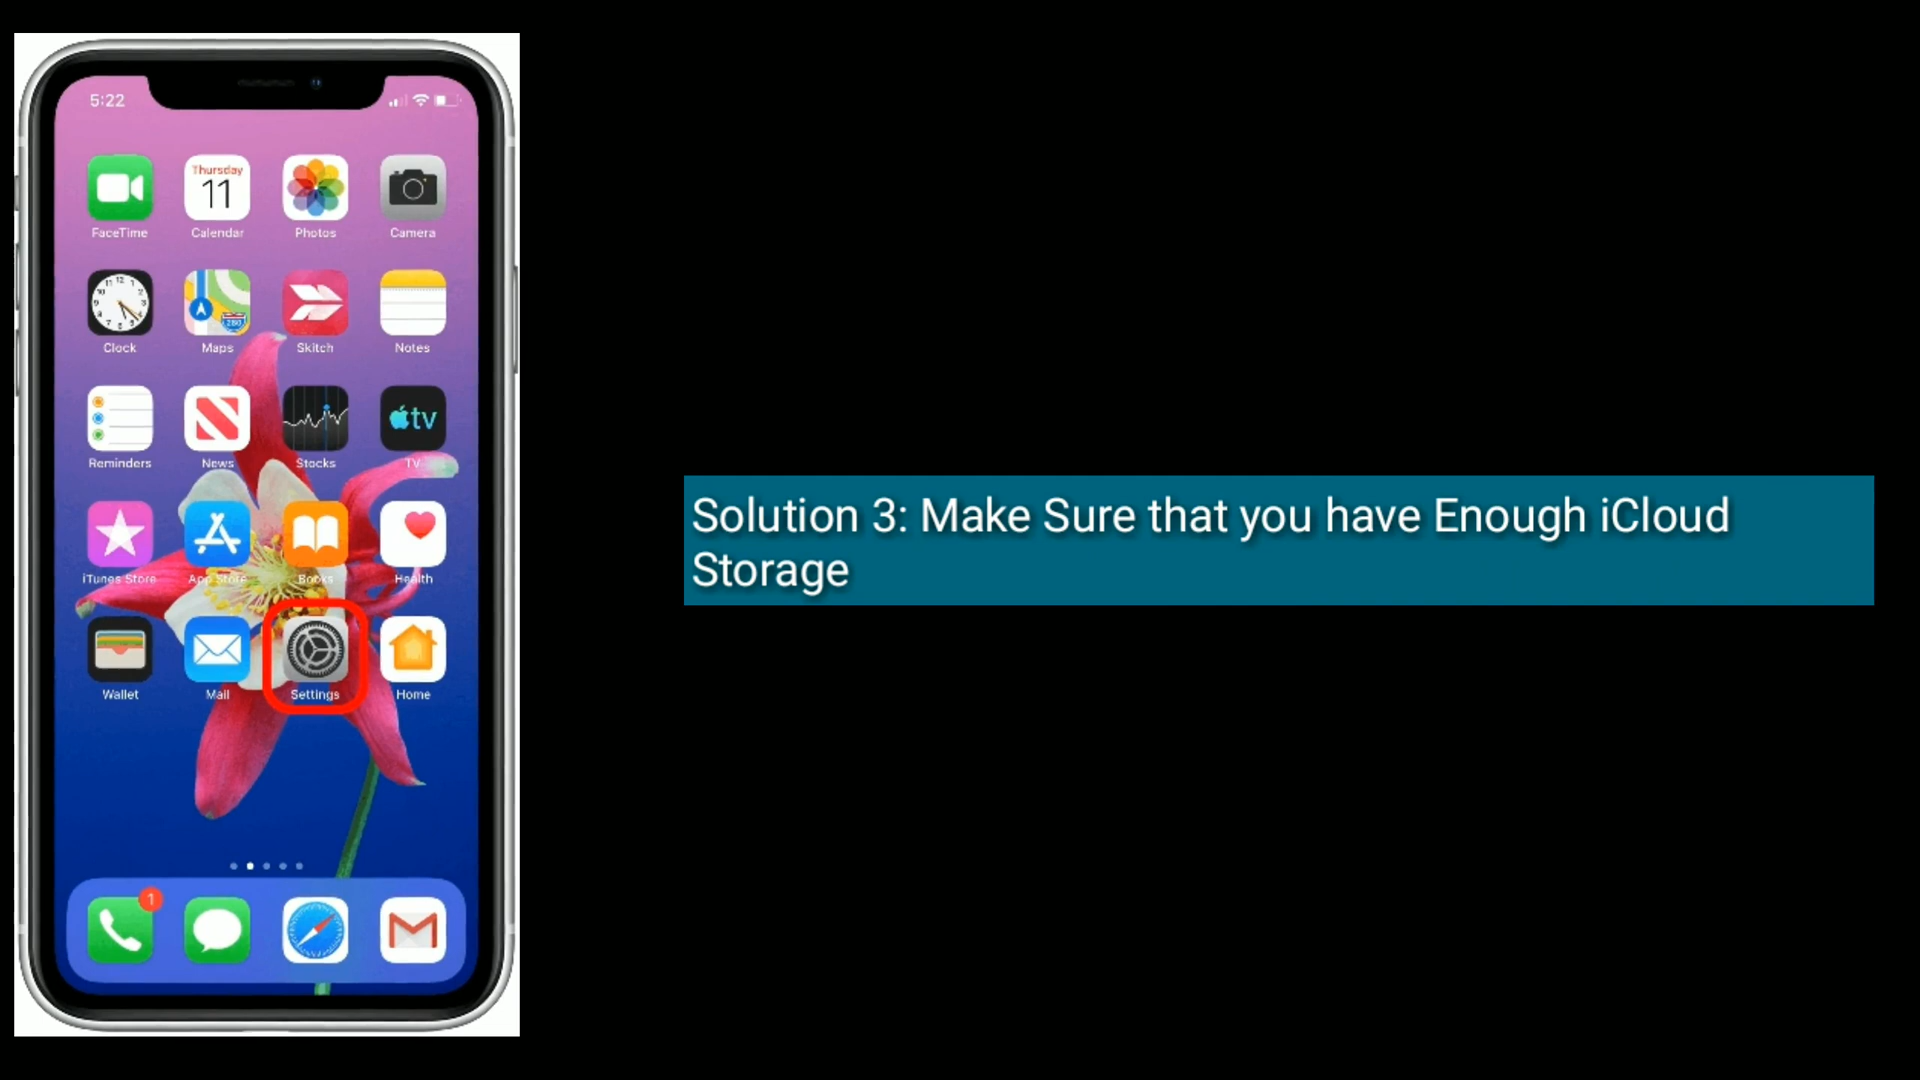 5:22
FaceTime
Thursday
11
Calendar
Photos
Camera
Clock
280
Maps
Skitch
Notes
Reminders
News
Stocks
tv
TV
iTunes Store
App Store
Books
Health
Wallet
Mail
Settings
Home
1
Solution 3: Make Sure that you have Enough iCloud
Storage